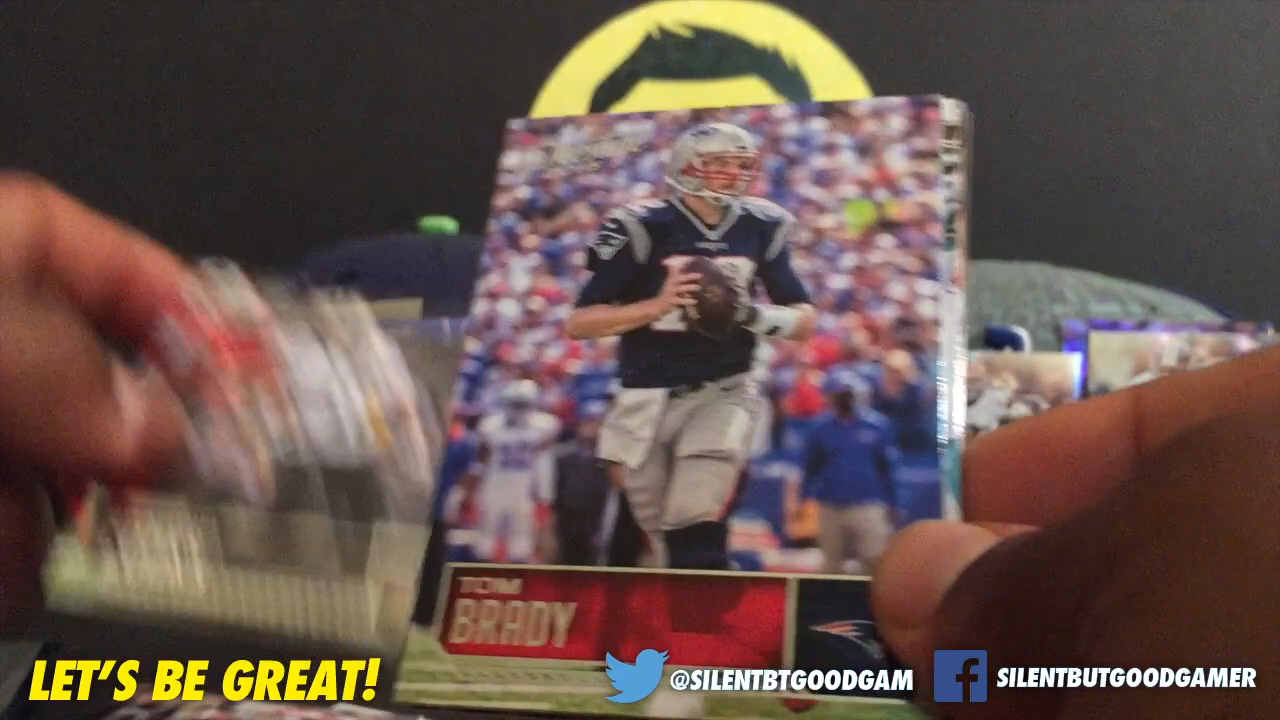 TOM
BRADY
LET'S BE GREAT!
@SILENTBTGOODGAM
SILENTBUTGOODGAMER